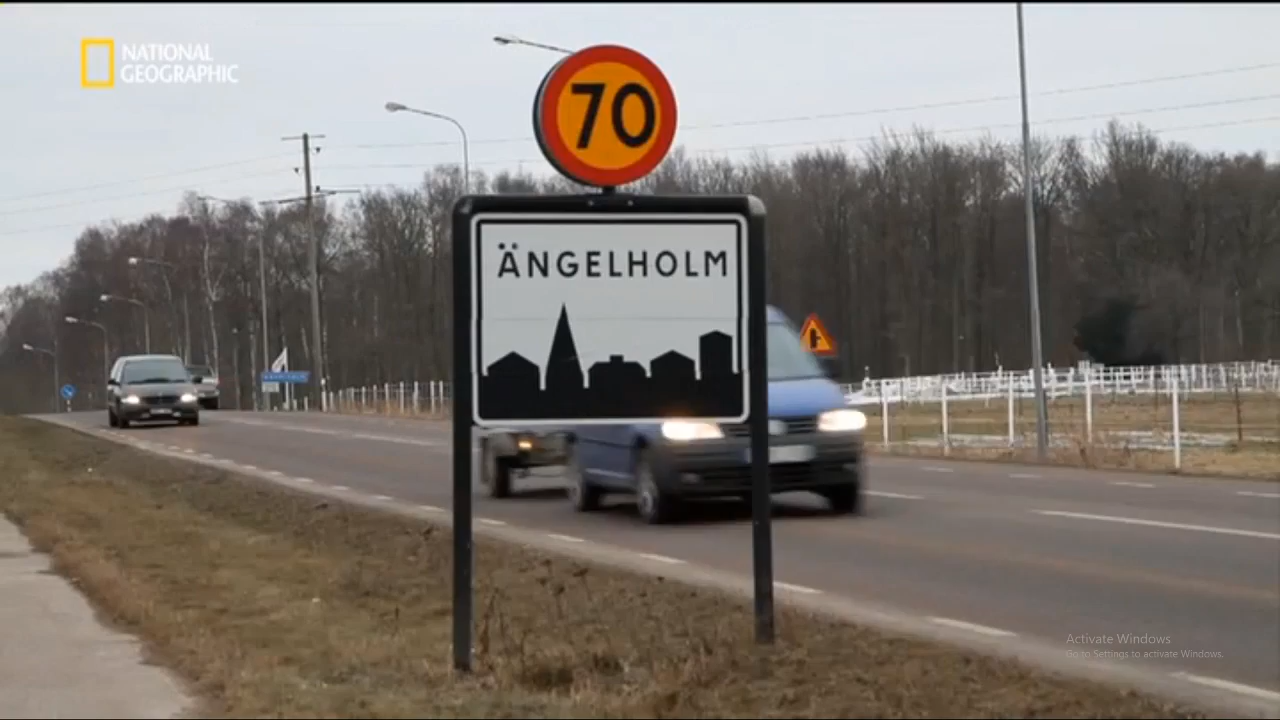 NATIONAL
GEOGRAPHIC
70
ÄNGELHOLM
Activate Windows
Go to Settings to activate Windows.